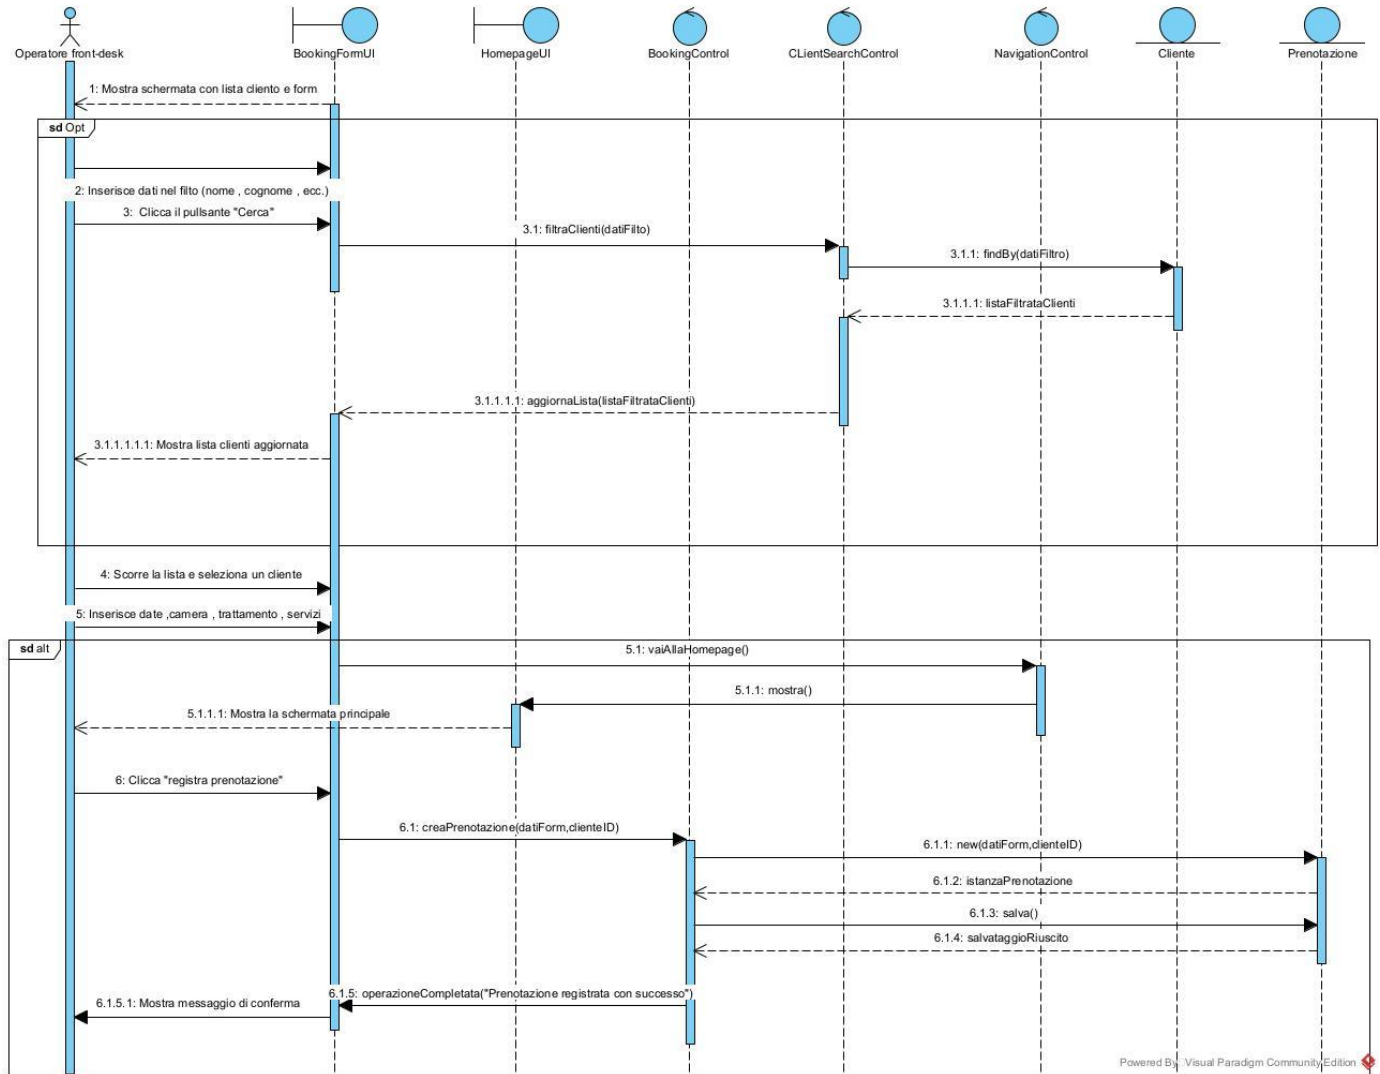 Operatore front-desk
BookingFormUI
HomepageUI
BookingControl
CLientSearchControl
NavigationControl
Cliente
Prenotazione
1: Mostra schermata con lista cliento e form
sd Opt
2: Inserisce dati nel filto (nome , cognome , ecc.)
3: Clicca il pullsante "Cerca"
3.1: filtraClienti(datiFilto)
3.1.1: findBy(datiFiltro)
3.1.1.1: listaFiltrataClienti
3.1.1.1.1: aggiornaLista(listaFiltrataClienti)
3.1.1.1.1.1: Mostra lista clienti aggiornata
4: Scorre la lista e seleziona un cliente
5: Inserisce date ,camera , trattamento , servizi
sd alt
5.1: vaiAllaHomepage()
5.1.1: mostra()
5.1.1.1: Mostra la schermata principale
6: Clicca "registra prenotazione"
6.1: creaPrenotazione(datiForm,clienteID)
6.1.1: new(datiForm,clienteID)
6.1.2: istanzaPrenotazione
6.1.3: salva()
6.1.4: salvataggioRiuscito
6.1.5: operazioneCompletata("Prenotazione registrata con successo")
6.1.5.1: Mostra messaggio di conferma
Powered By: Visual Paradigm Community Edition